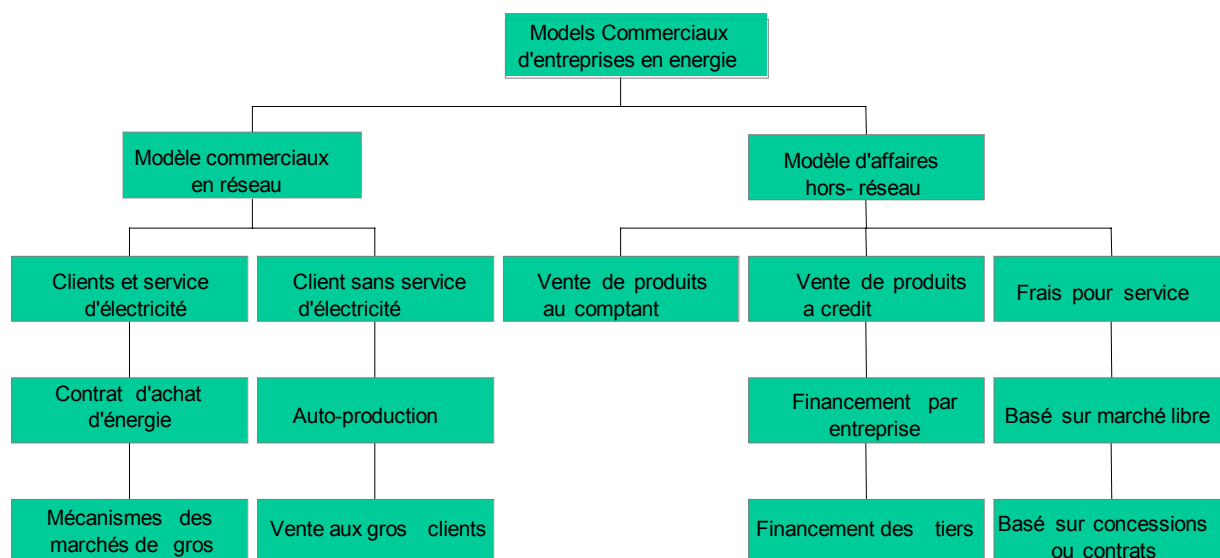 Models Commerciaux
d'entreprises en energie
Modèle commerciaux
en réseau
Modèle d'affaires
hors- réseau
Clients et service
d'électricité
Client sans service
d'électricité
Vente de produits
au comptant
Vente de produits
a credit
Frais pour service
Contrat d'achat
d'énergie
Auto-production
Financement par
entreprise
Basé sur marché libre
Mécanismes des
marchés de gros
Vente aux gros clients
Financement des tiers
Basé sur concessions
ou contrats